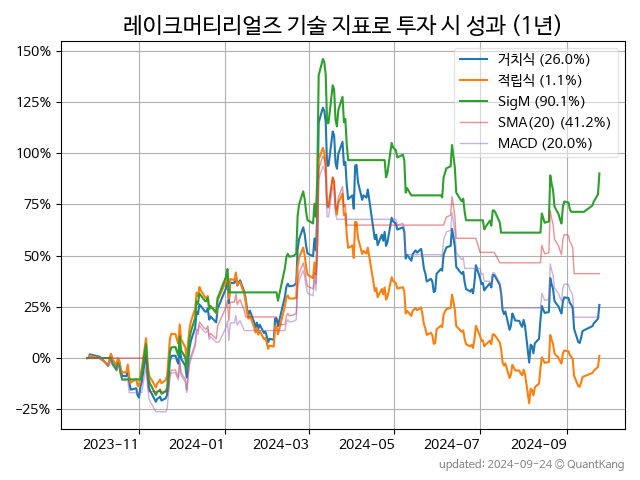 레이크머티리얼즈 기술 지표로 투자 시 성과 (1년)
150%
125%
100%
75%
50%
25%
0%
−25%
거치식 (26.0%)
적립식 (1.1%)
SigM (90.1%)
SMA(20) (41.2%)
MACD (20.0%)
2023-11
2024-01
2024-03
2024-05
2024-07
2024-09
updated: 2024-09-24 © QuantKang